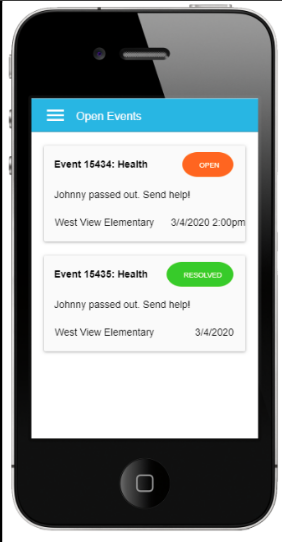 Open Events
Event 15434: Health OPEN
Johnny passed out. Send help!
West View Elementary 3/4/2020 2:00pm
Event 15435: Health RESOLVED
Johnny passed out. Send help!
West View Elementary 3/4/2020